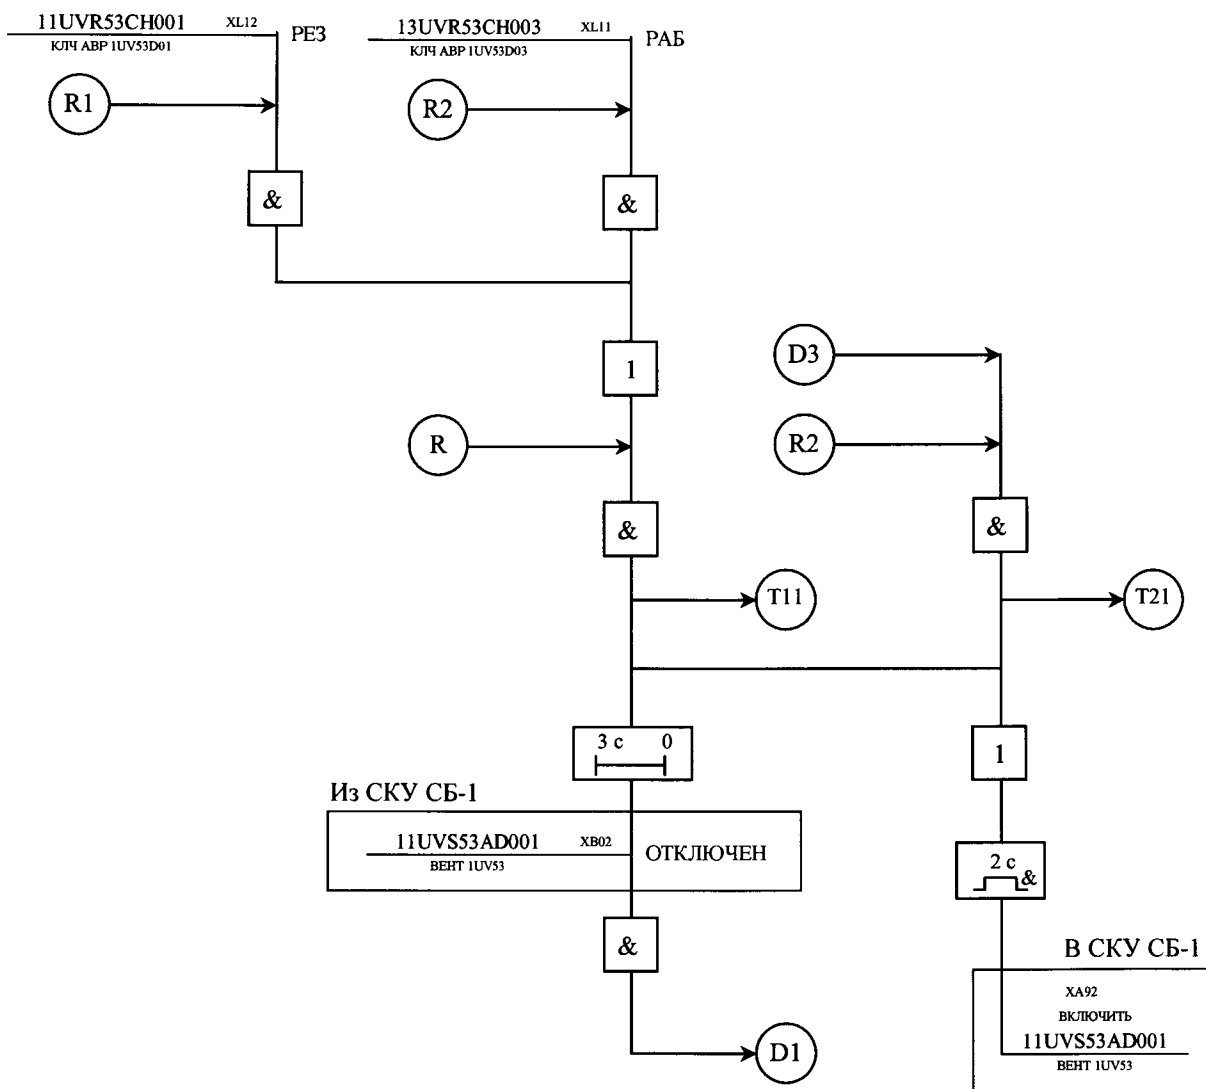 11UVR53CH001 XL12 РЕЗ
КЛЧ АВР 1UV53D01
13UVR53CH003 XL11 РАБ
КЛЧ АВР 1UV53D03
R1
R2
&
&
1
D3
R
R2
&
&
T11
T21
3 с 0
1
Из СКУ СБ-1
11UVS53AD001 XB02 ОТКЛЮЧЕН
ВЕНТ 1UV53
2 с
&
&
В СКУ СБ-1
XA92
ВКЛЮЧИТЬ
11UVS53AD001
ВЕНТ 1UV53
D1